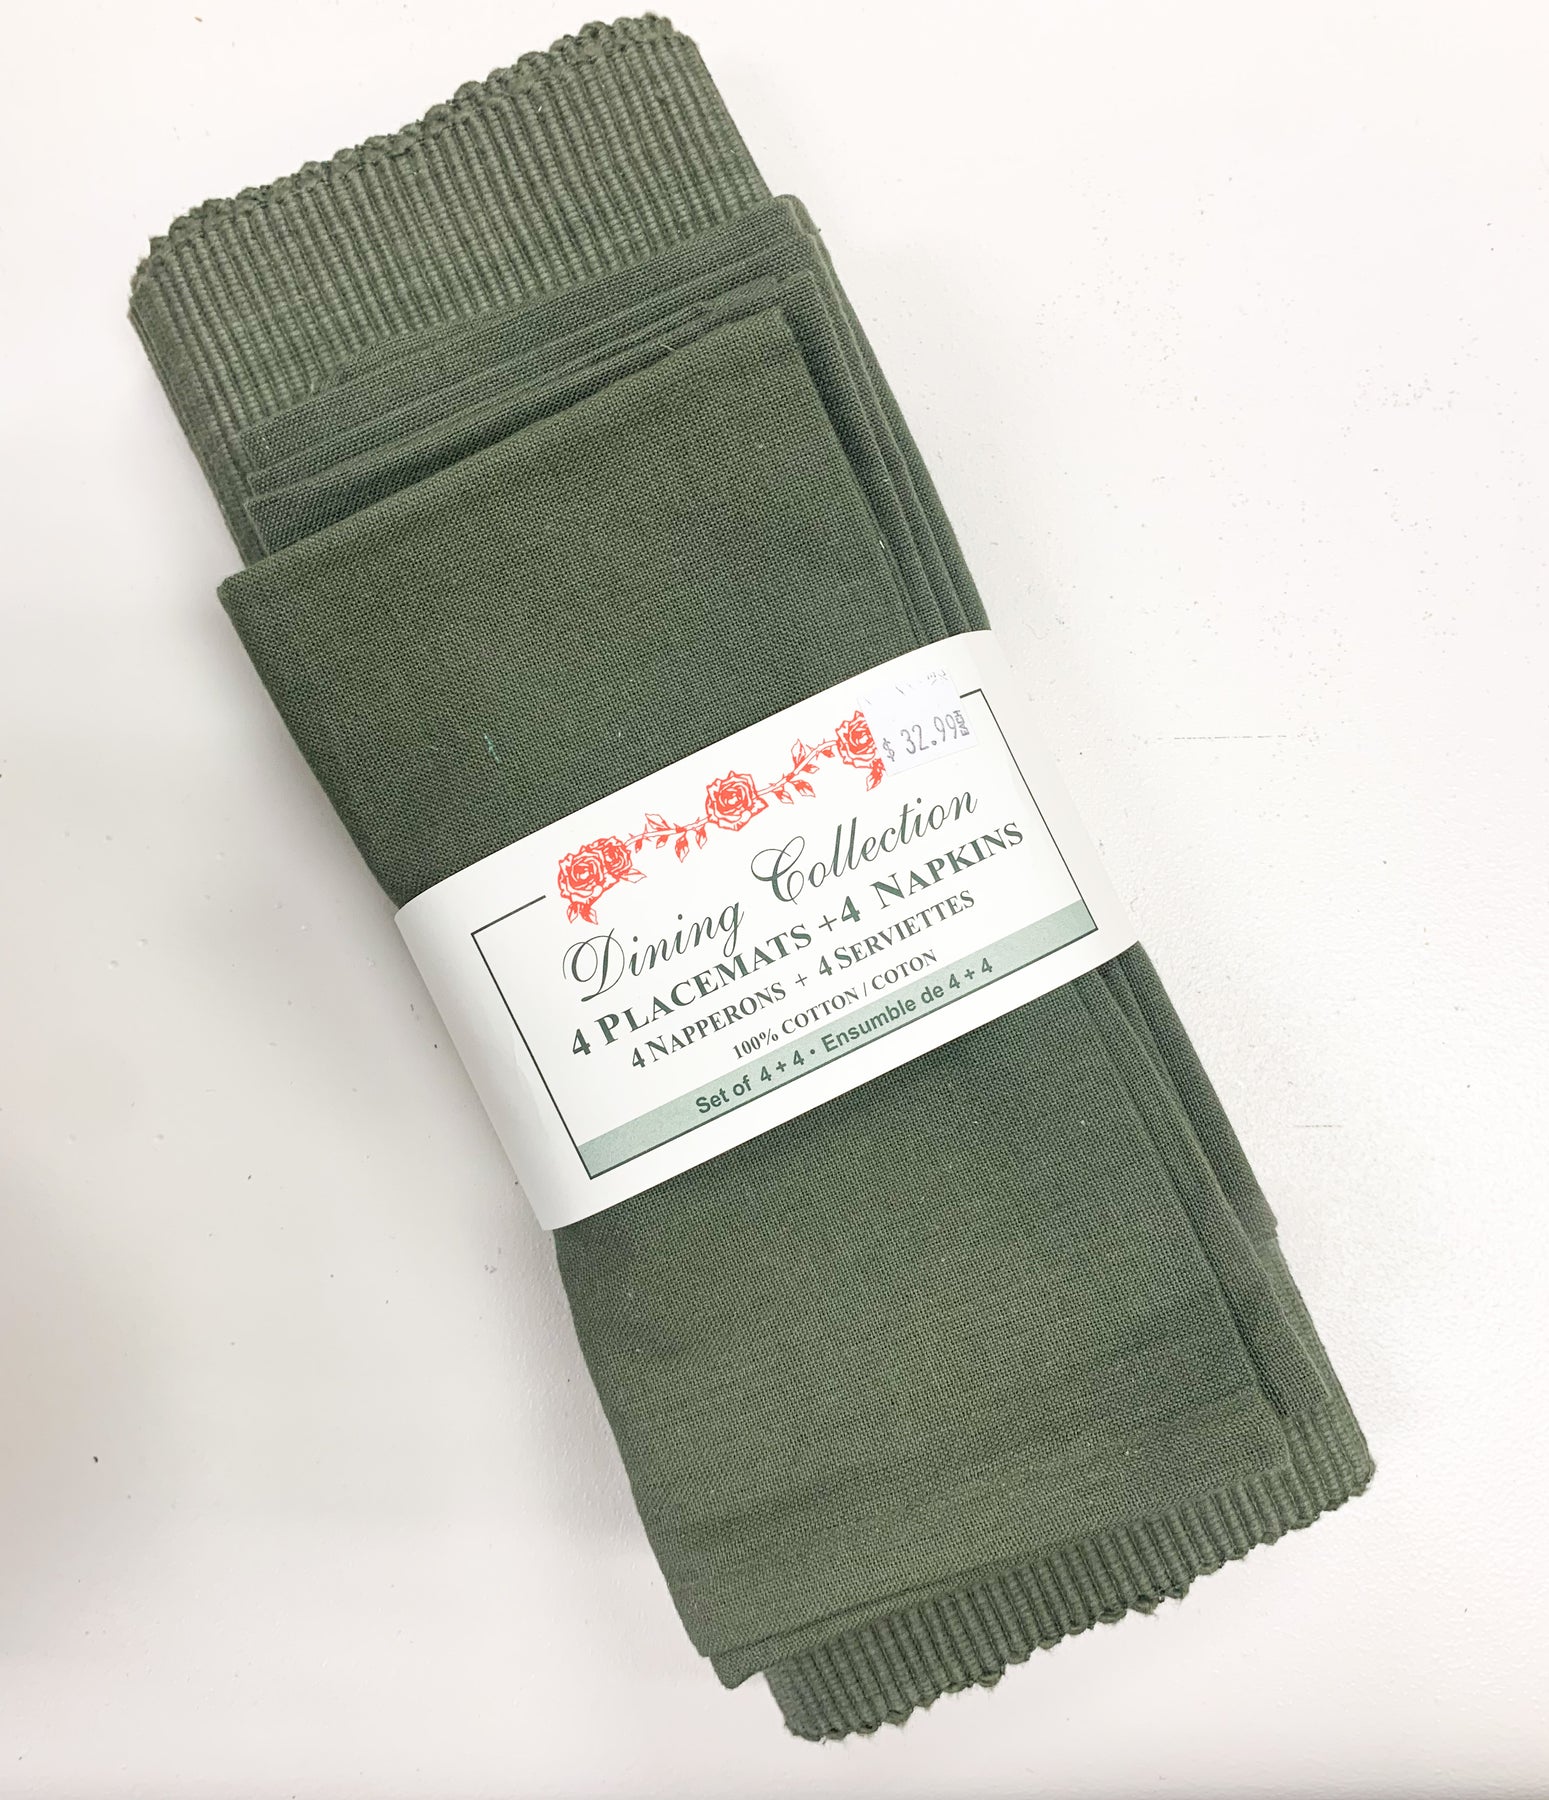 $ 32.99
Dining Collection
4 PLACEMATS + 4 NAPKINS
4 NAPPERONS + 4 SERVIETTES
100% COTTON / COTON
Set of 4 + 4 • Ensumble de 4 + 4